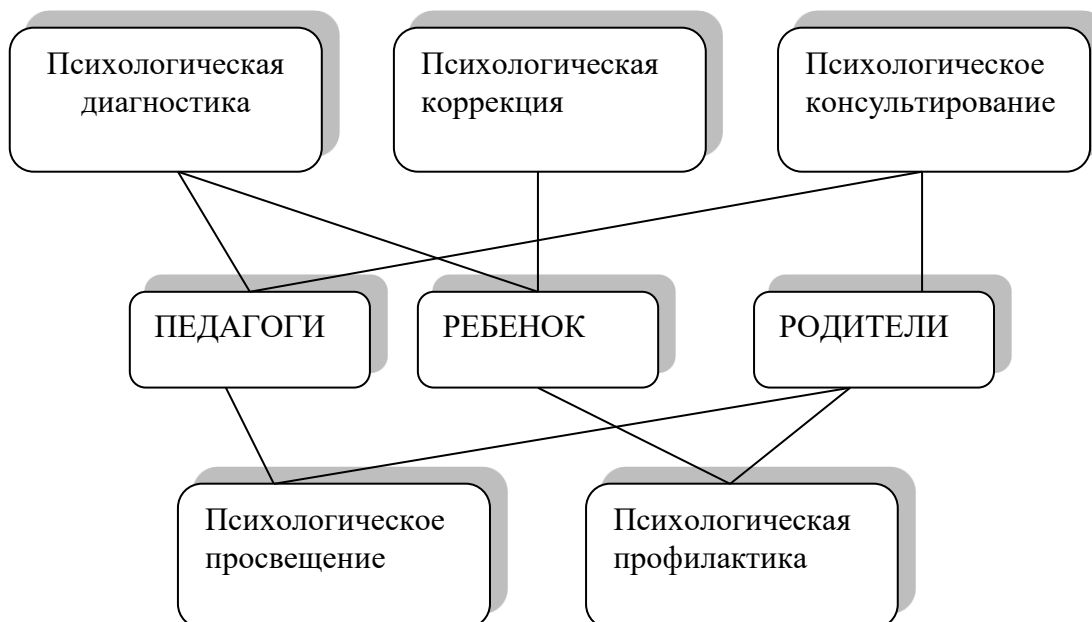 Психологическая
диагностика
Психологическая
коррекция
Психологическое
консультирование
ПЕДАГОГИ
РЕБЕНОК
РОДИТЕЛИ
Психологическое
просвещение
Психологическая
профилактика